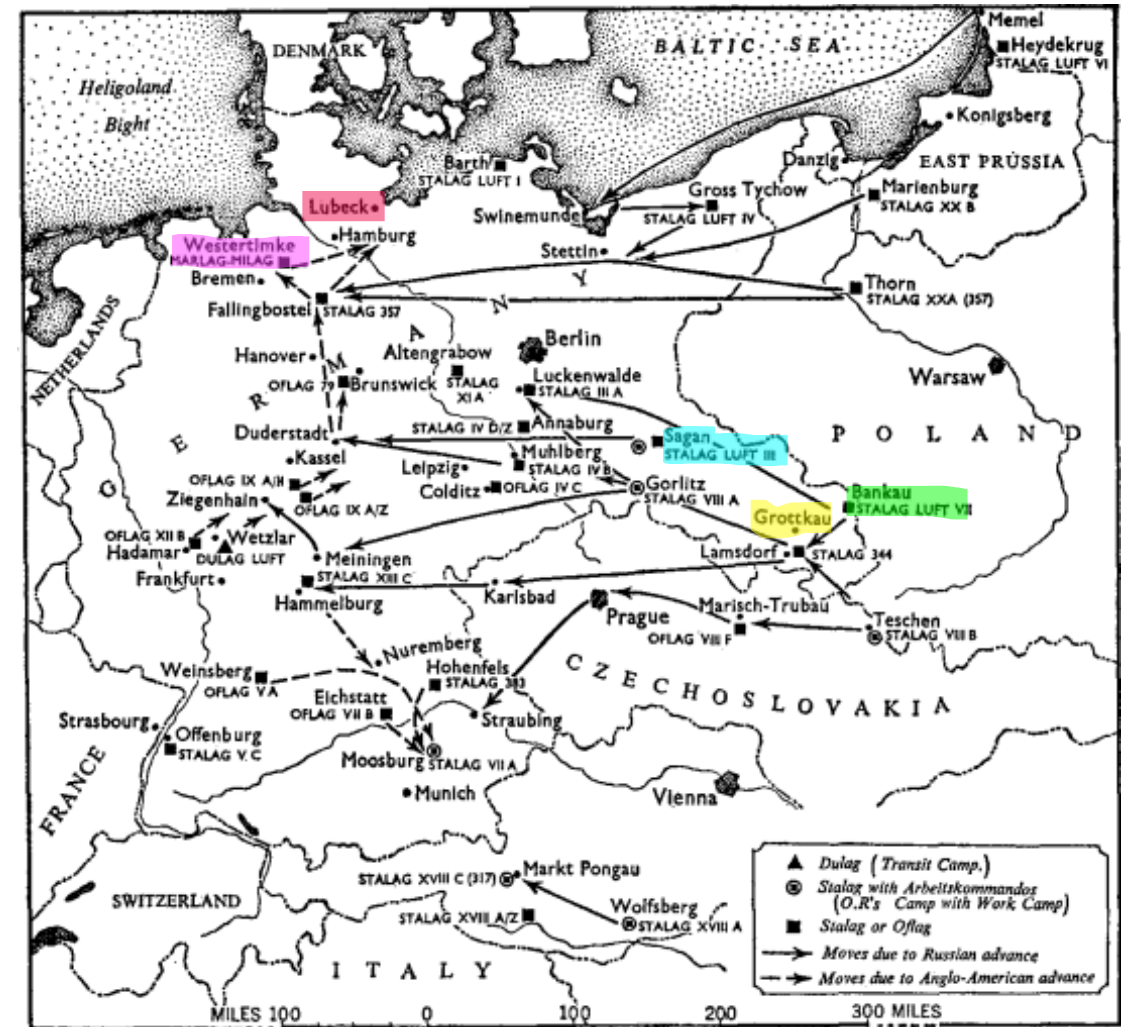 Memel
Heydekrug
STALAG LUFT VI
DENMARK
BALTIC SEA
Heligoland
Bight
Konigsberg
Danzig
EAST PRUSSIA
Barth
STALAG LUFT I
Gross Tychow
STALAG LUFT IV
Marienburg
STALAG XX B
Lubeck
Swinemunde
Hamburg
Westertimke
MARLAG-MILAG
Stettin
Bremen
Thorn
STALAG XXA (357)
Fallingbostel
STALAG 357
NETHERLANDS
GERMANY
Hanover
Altengrabow
STALAG
XI A
Berlin
OFLAG 79
Brunswick
Luckenwalde
STALAG III A
Warsaw
POLAND
STALAG IV D/Z
Annaburg
Duderstadt
Sagan
STALAG LUFT III
Kassel
Leipzig
Muhlberg
STALAG IV B
Colditz
OFLAG IV C
Gorlitz
STALAG VIII A
Bankau
STALAG LUFT VII
OFLAG IX A/H
Ziegenhain
OFLAG IX A/Z
Grottkau
OFLAG XII B
Hadamar
Wetzlar
DULAG LUFT
Lamsdorf
STALAG 344
Frankfurt
Meiningen
STALAG XIII C
Hammelburg
Karlsbad
Prague
Marisch-Trubau
OFLAG VIII F
Teschen
STALAG VIII B
Nuremberg
CZECHOSLOVAKIA
Weinsberg
OFLAG V A
Hohenfels
STALAG 383
Eichstatt
OFLAG VII B
Straubing
Strasbourg
Offenburg
STALAG V.C
Moosburg
STALAG VII A
FRANCE
Munich
Vienna
SWITZERLAND
STALAG XVIII C (317)
Markt Pongau
STALAG XVIII A/Z
Wolfsberg
STALAG XVIII A
ITALY
Dulag (Transit Camp.)
Stalag with Arbeitskommandos
(O.R's Camp with Work Camp)
Stalag or Oflag
Moves due to Russian advance
Moves due to Anglo-American advance
MILES 100 0 100 200 300 MILES